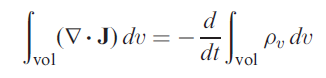 ∫_vol (∇ · J) dv = − d/dt ∫_vol ρ_v dv